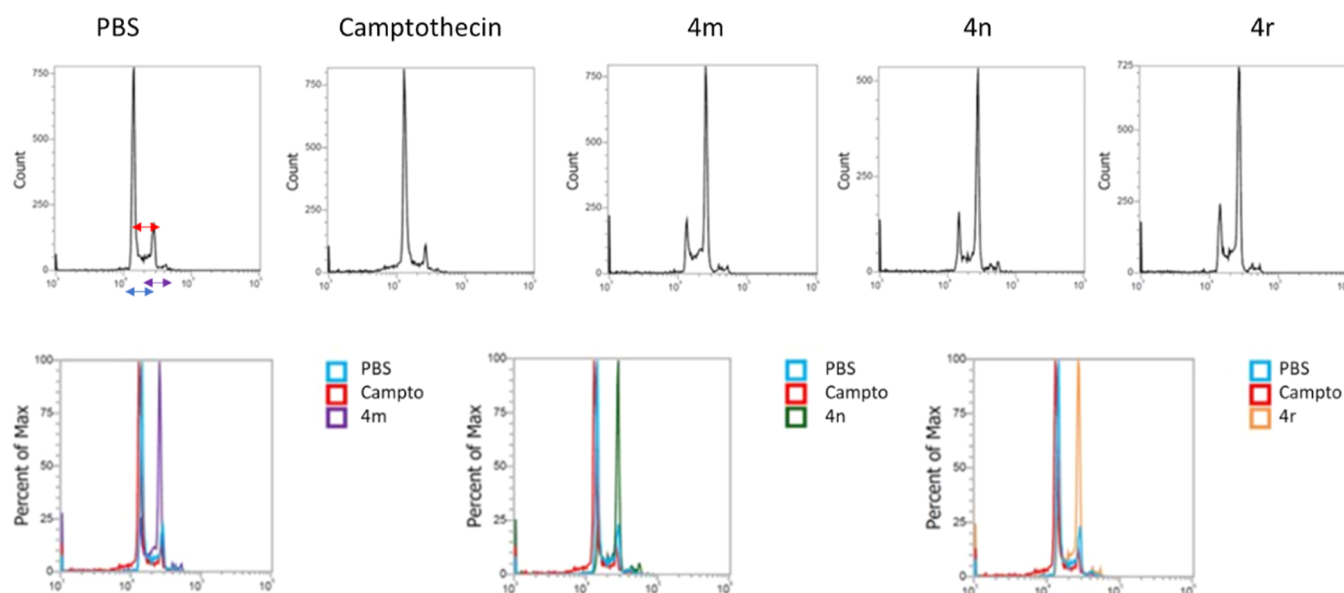 PBS Camptothecin 4m 4n 4r
750 750 750 500 725
500 500 500 250 500
250 250 250 250
0 0 0 0 0
Count Count Count Count Count
PBS PBS PBS
Campto Campto Campto
4m 4n 4r
100 100 100
75 75 75
50 50 50
25 25 25
0 0 0
Percent of Max Percent of Max Percent of Max